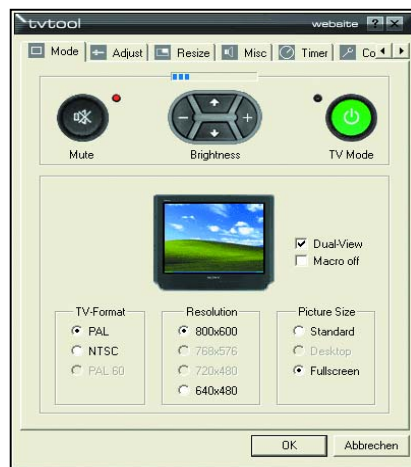 tvtool website ? X
Mode Adjust Resize Misc Timer Co
Mute Brightness TV Mode
Dual-View
Macro off
TV-Format Resolution Picture Size
PAL 800x600 Standard
NTSC 768x576 Desktop
PAL 60 720x480 Fullscreen
640x480
OK Abbrechen